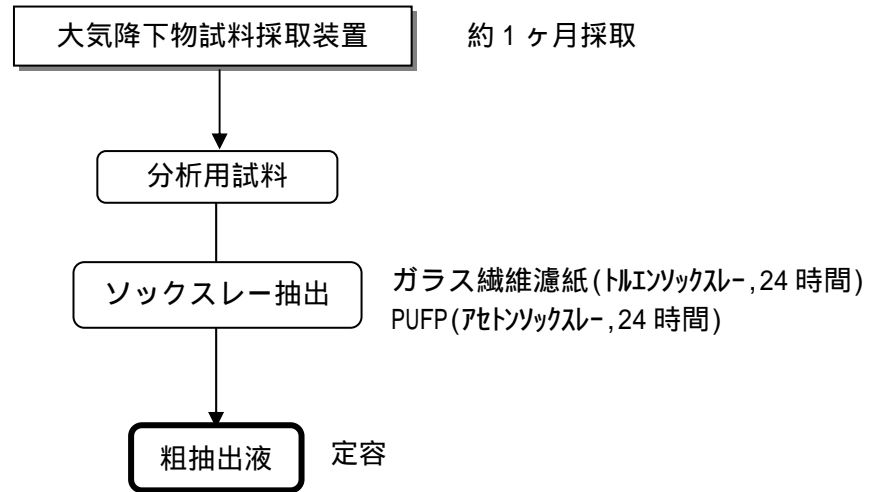 大気降下物試料採取装置
約1ヶ月採取
分析用試料
ソックスレー抽出
ガラス繊維濾紙(ﾄﾙｴﾝｿｯｸｽﾚｰ,24時間)
PUFP(ｱｾﾄﾝｿｯｸｽﾚｰ,24時間)
粗抽出液
定容